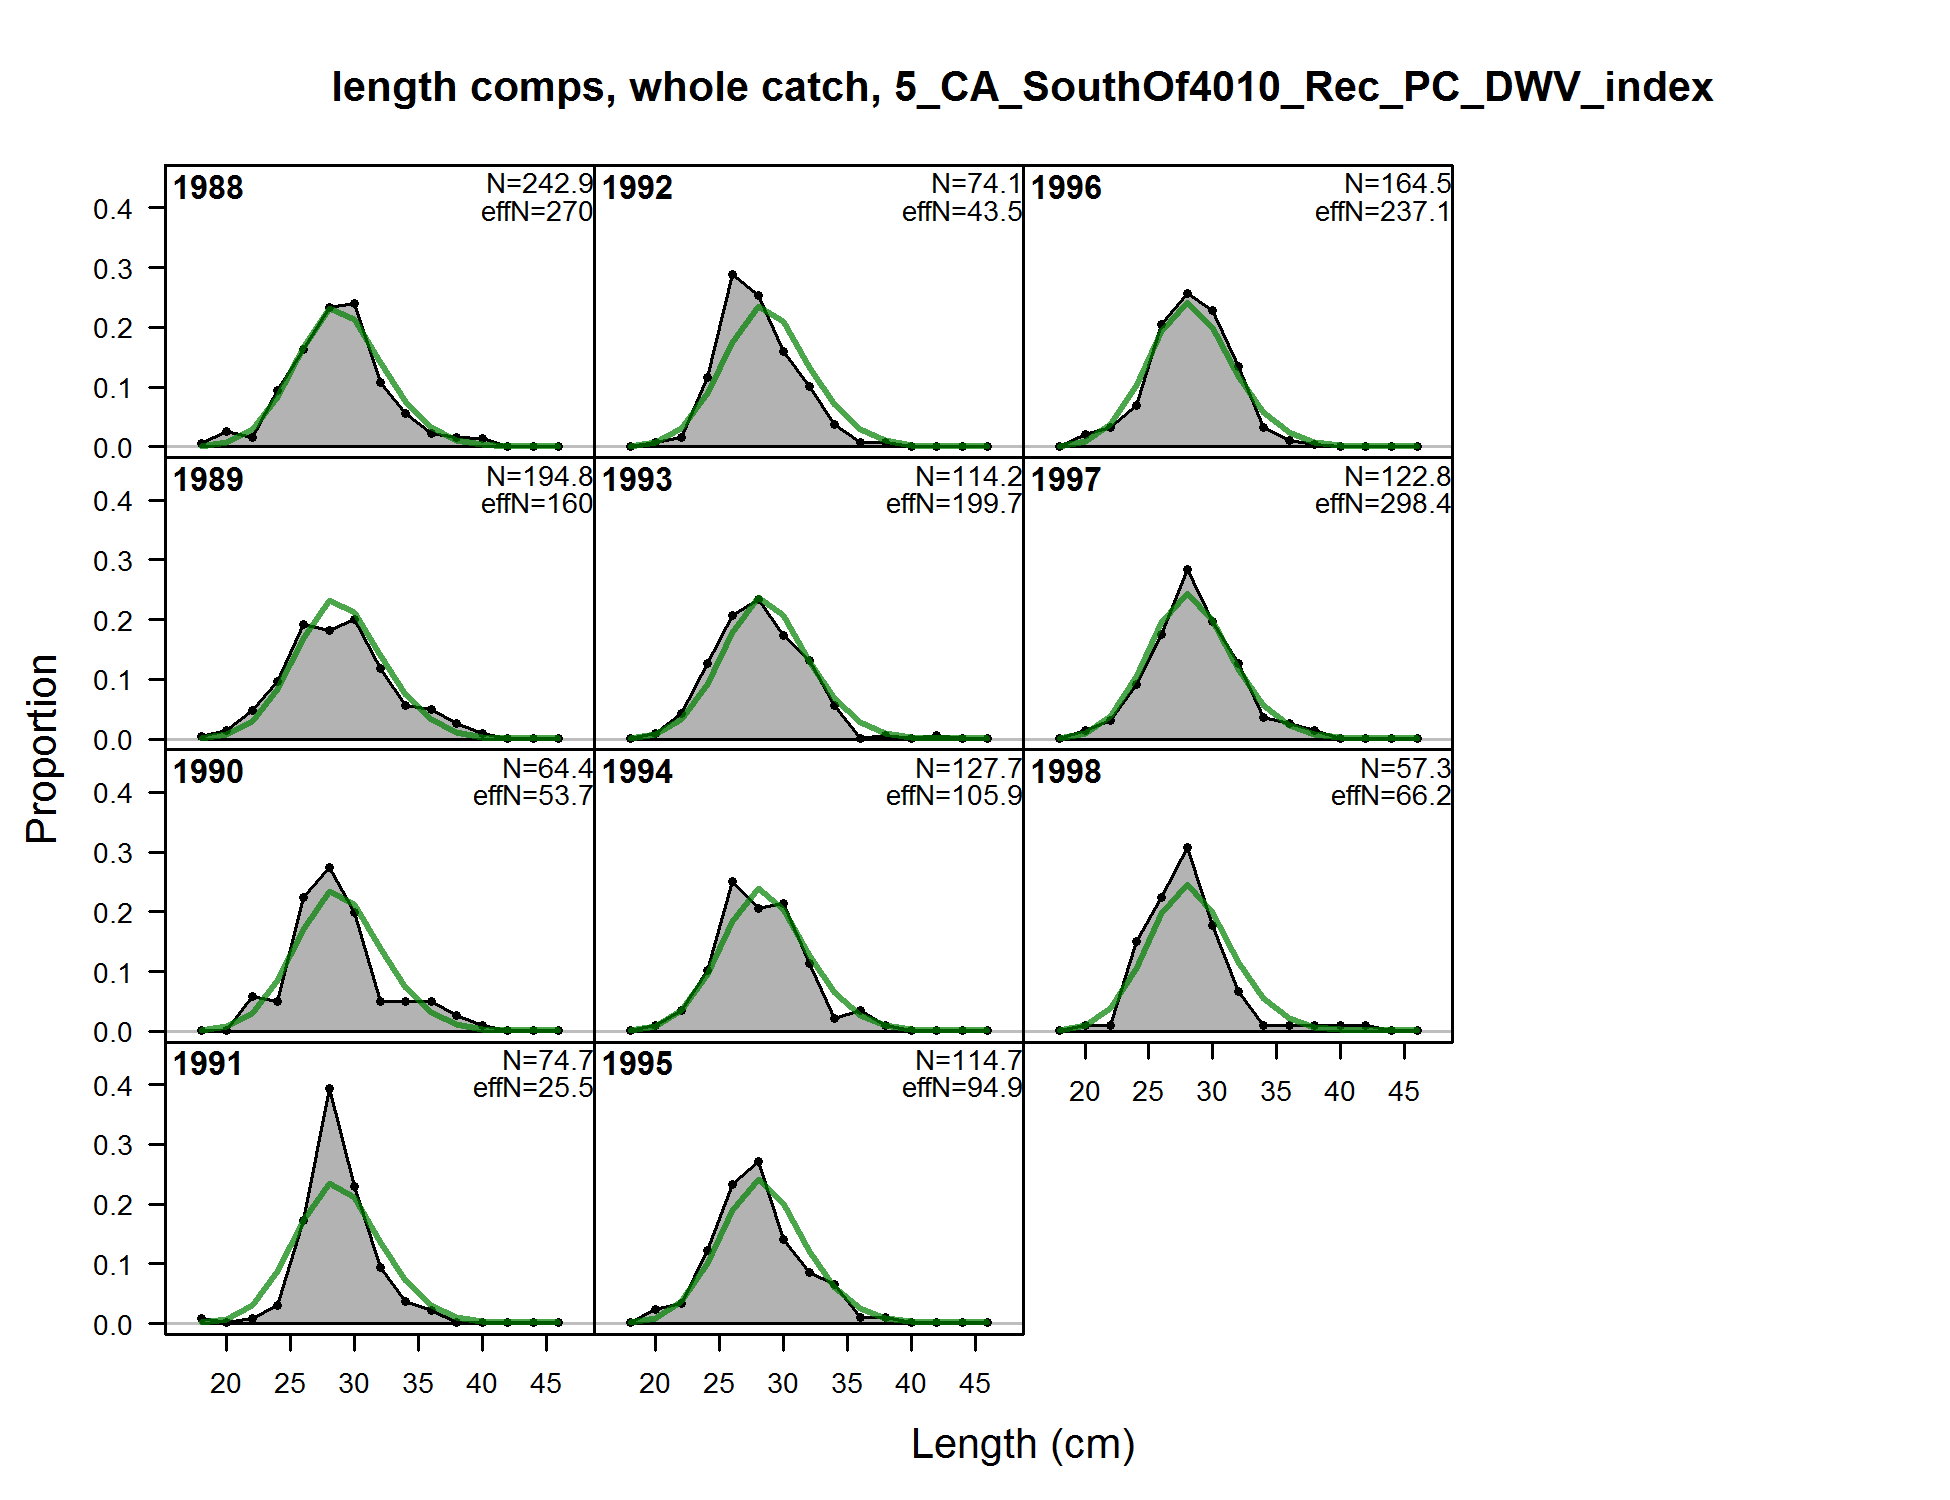 length comps, whole catch, 5_CA_SouthOf4010_Rec_PC_DWV_index
1988
N=242.9
effN=270
1992
N=74.1
effN=43.5
1996
N=164.5
effN=237.1
0.4
0.3
0.2
0.1
0.0
1989
N=194.8
effN=160
1993
N=114.2
effN=199.7
1997
N=122.8
effN=298.4
0.4
0.3
0.2
0.1
0.0
1990
N=64.4
effN=53.7
1994
N=127.7
effN=105.9
1998
N=57.3
effN=66.2
0.4
0.3
0.2
0.1
0.0
20 25 30 35 40 45
1991
N=74.7
effN=25.5
1995
N=114.7
effN=94.9
0.4
0.3
0.2
0.1
0.0
20 25 30 35 40 45
20 25 30 35 40 45
Proportion
Length (cm)